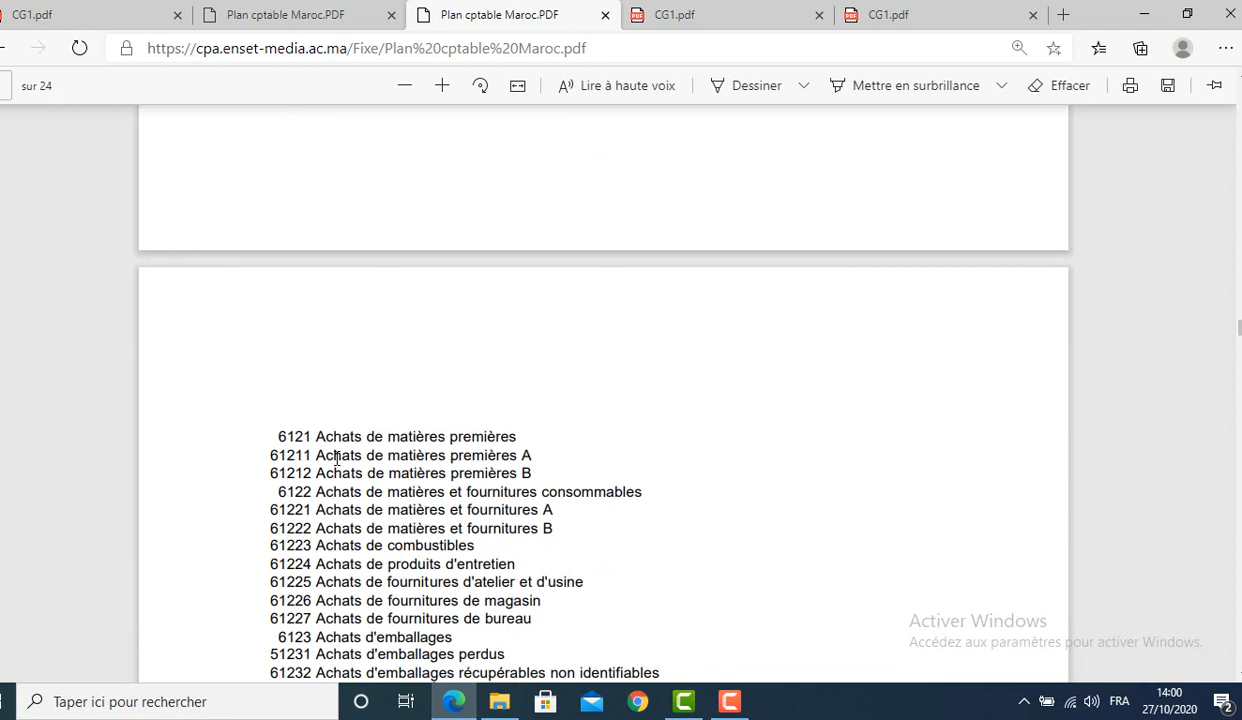 CG1.pdf
Plan cptable Maroc.PDF
Plan cptable Maroc.PDF
CG1.pdf
CG1.pdf
https://cpa.enset-media.ac.ma/Fixe/Plan%20cptable%20Maroc.pdf
sur 24
Lire à haute voix
Dessiner
Mettre en surbrillance
Effacer
6121 Achats de matières premières
61211 Achats de matières premières A
61212 Achats de matières premières B
6122 Achats de matières et fournitures consommables
61221 Achats de matières et fournitures A
61222 Achats de matières et fournitures B
61223 Achats de combustibles
61224 Achats de produits d'entretien
61225 Achats de fournitures d'atelier et d'usine
61226 Achats de fournitures de magasin
61227 Achats de fournitures de bureau
6123 Achats d'emballages
51231 Achats d'emballages perdus
61232 Achats d'emballages récupérables non identifiables
Activer Windows
Accédez aux paramètres pour activer Windows.
Taper ici pour rechercher
FRA
14:00
27/10/2020
2